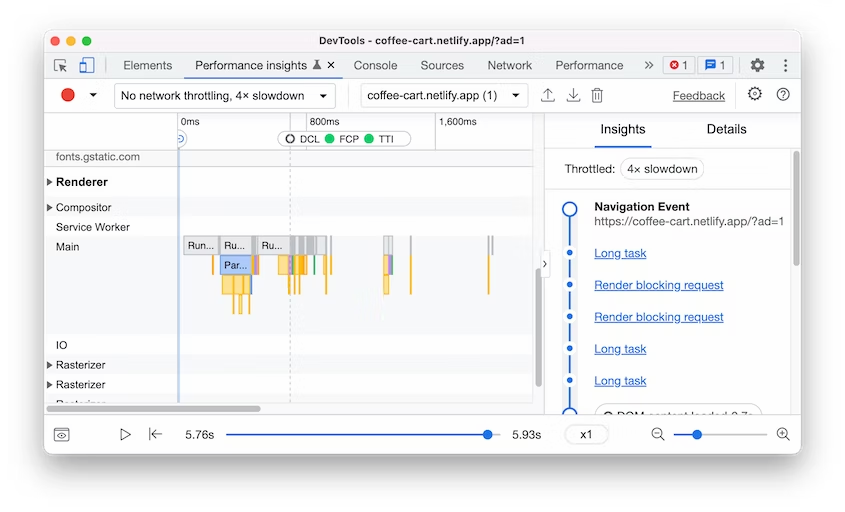 DevTools - coffee-cart.netlify.app/?ad=1
Elements Performance insights Console Sources Network Performance 1 1
No network throttling, 4× slowdown coffee-cart.netlify.app (1) Feedback
0ms 800ms 1,600ms
DCL FCP TTI
fonts.gstatic.com
Renderer
Compositor
Service Worker
Main Run... Ru... Ru...
Par...
IO
Rasterizer
Rasterizer
Insights Details
Throttled: 4× slowdown
Navigation Event
https://coffee-cart.netlify.app/?ad=1
Long task
Render blocking request
Render blocking request
Long task
Long task
5.76s 5.93s x1